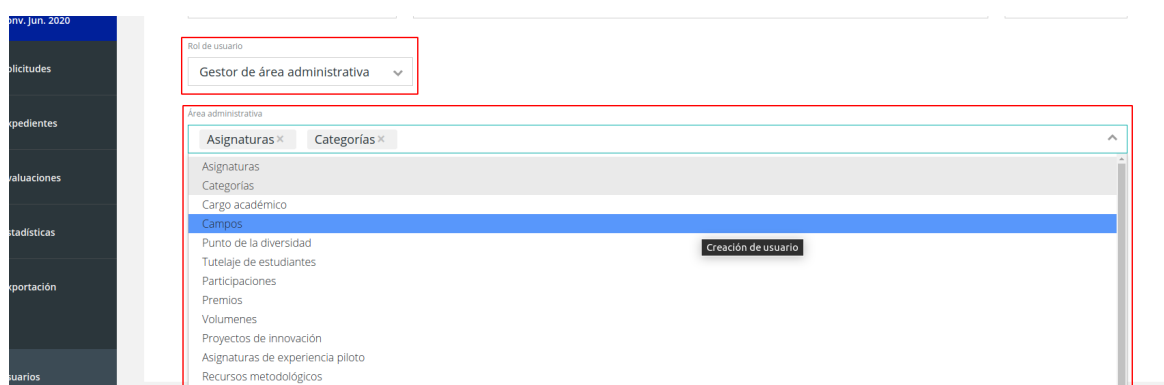 onv. Jun. 2020
olicitudes
xpedientes
valuaciones
stadísticas
xportación
suarios
Rol de usuario
Gestor de área administrativa
Área administrativa
Asignaturas× Categorías×
Asignaturas
Categorías
Cargo académico
Campos
Punto de la diversidad
Creación de usuario
Tutelaje de estudiantes
Participaciones
Premios
Volumenes
Proyectos de innovación
Asignaturas de experiencia piloto
Recursos metodológicos